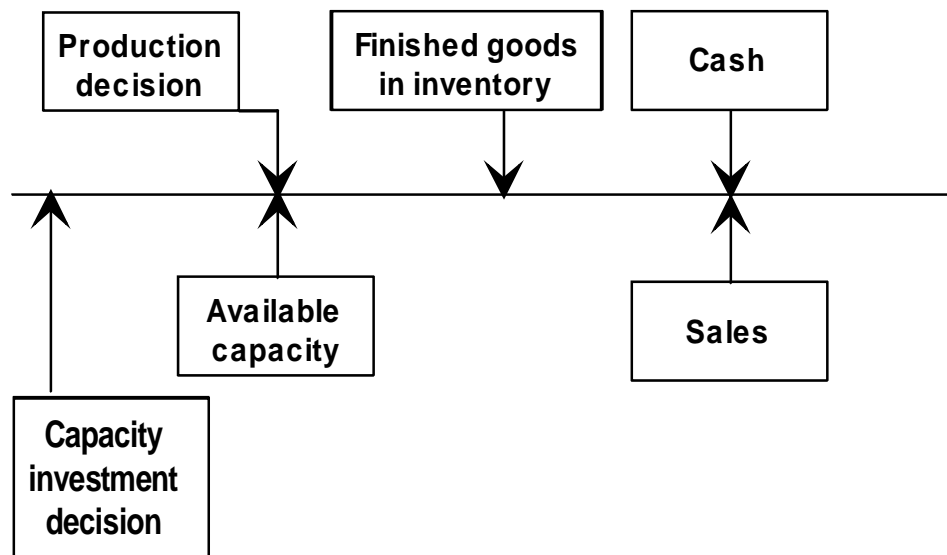 Production
decision
Finished goods
in inventory
Cash
Available
capacity
Sales
Capacity
investment
decision